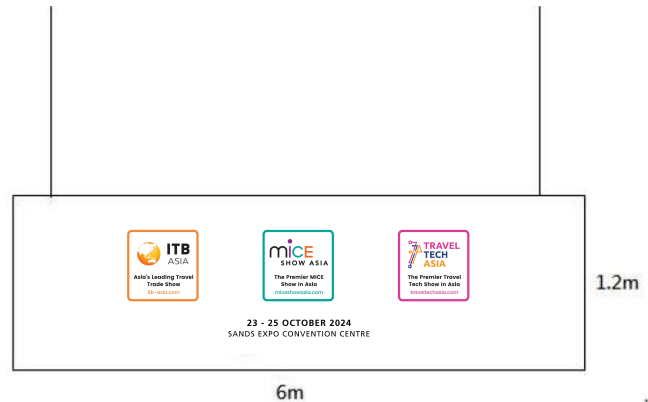 ITB
ASIA
Asia's Leading Travel
Trade Show
itb-asia.com
mice
SHOW ASIA
The Premier MICE
Show in Asia
miceshowasia.com
TRAVEL
TECH
ASIA
The Premier Travel
Tech Show in Asia
traveltechasia.com
23 - 25 OCTOBER 2024
SANDS EXPO CONVENTION CENTRE
1.2m
6m